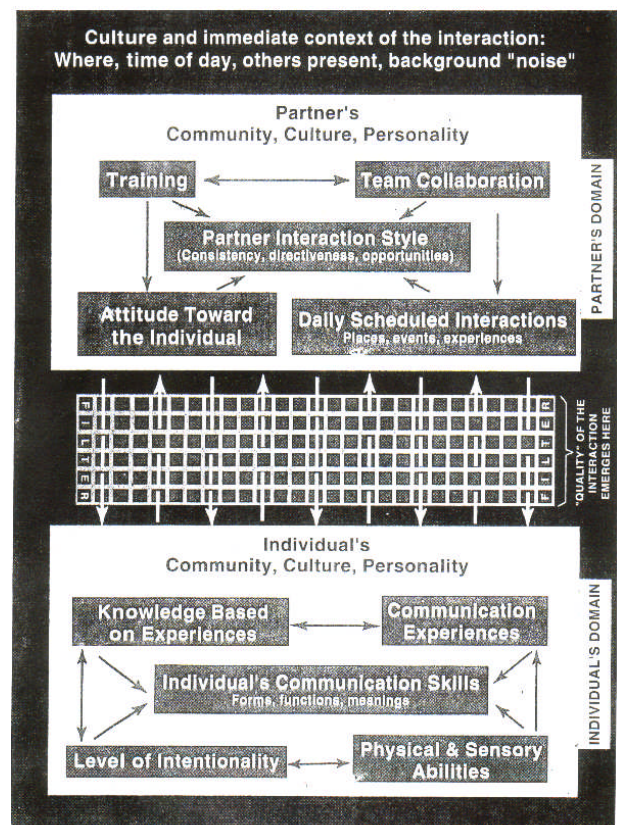 Culture and immediate context of the interaction:
Where, time of day, others present, background "noise"
Partner's
Community, Culture, Personality
Training
Team Collaboration
Partner Interaction Style
(Consistency, directiveness, opportunities)
Attitude Toward
the Individual
Daily Scheduled Interactions
Places, events, experiences
PARTNER'S DOMAIN
FILTER
FILTER
"QUALITY" OF THE
INTERACTION
EMERGES HERE
Individual's
Community, Culture, Personality
Knowledge Based
on Experiences
Communication
Experiences
Individual's Communication Skills
Forms, functions, meanings
Level of Intentionality
Physical & Sensory
Abilities
INDIVIDUAL'S DOMAIN